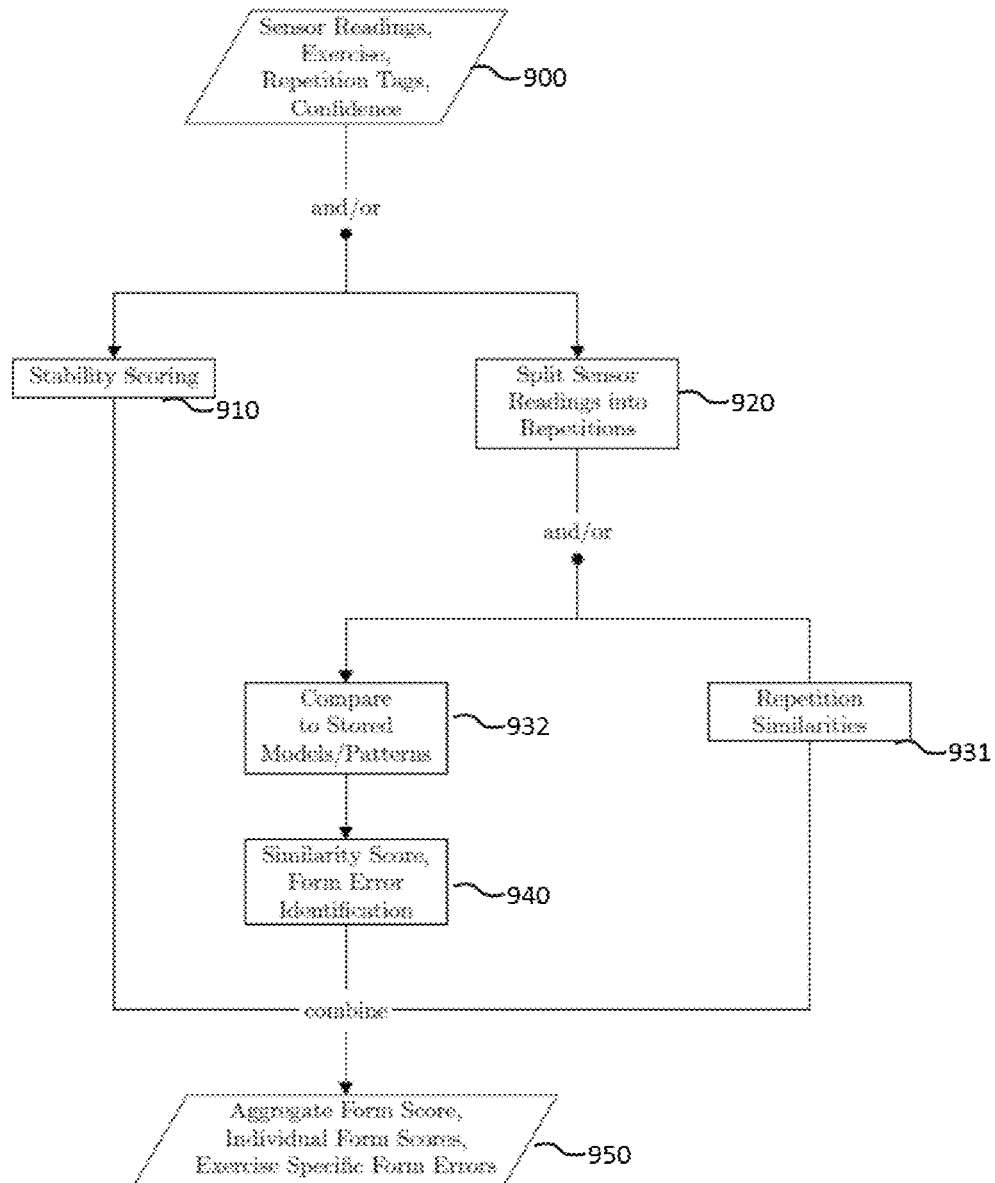 Sensor Readings,
Exercise,
Repetition Tags,
Confidence
900
and/or
Stability Scoring
910
Split Sensor
Readings into
Repetitions
920
and/or
Compare
to Stored
Models/Patterns
932
Repetition
Similarities
931
Similarity Score,
Form Error
Identification
940
combine
Aggregate Form Score,
Individual Form Scores,
Exercise Specific Form Errors
950